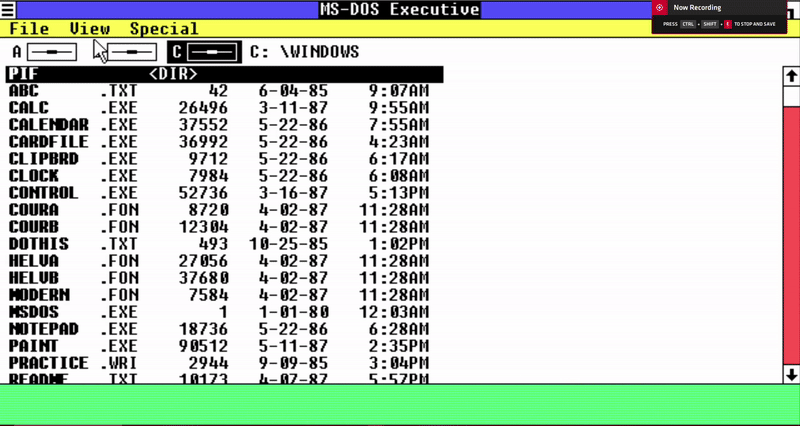 MS-DOS Executive
Now Recording
PRESS CTRL + SHIFT + E TO STOP AND SAVE
File View Special
A C C: \WINDOWS
PIF <DIR>
ABC .TXT 42 6-04-85 9:07AM
CALC .EXE 26496 3-11-87 9:55AM
CALENDAR .EXE 37552 5-22-86 7:55AM
CARDFILE .EXE 36992 5-22-86 4:23AM
CLIPBRD .EXE 9712 5-22-86 6:17AM
CLOCK .EXE 7984 5-22-86 6:08AM
CONTROL .EXE 52736 3-16-87 5:13PM
COURA .FON 8720 4-02-87 11:28AM
COURB .FON 12304 4-02-87 11:28AM
DOTHIS .TXT 493 10-25-85 1:02PM
HELVA .FON 27056 4-02-87 11:28AM
HELVB .FON 37680 4-02-87 11:28AM
MODERN .FON 7584 4-02-87 11:28AM
MSDOS .EXE 1 1-01-80 12:03AM
NOTEPAD .EXE 18736 5-22-86 6:28AM
PAINT .EXE 90512 5-11-87 2:35PM
PRACTICE .WRI 2944 9-09-85 3:04PM
README .TXT 10173 4-07-87 5:57PM